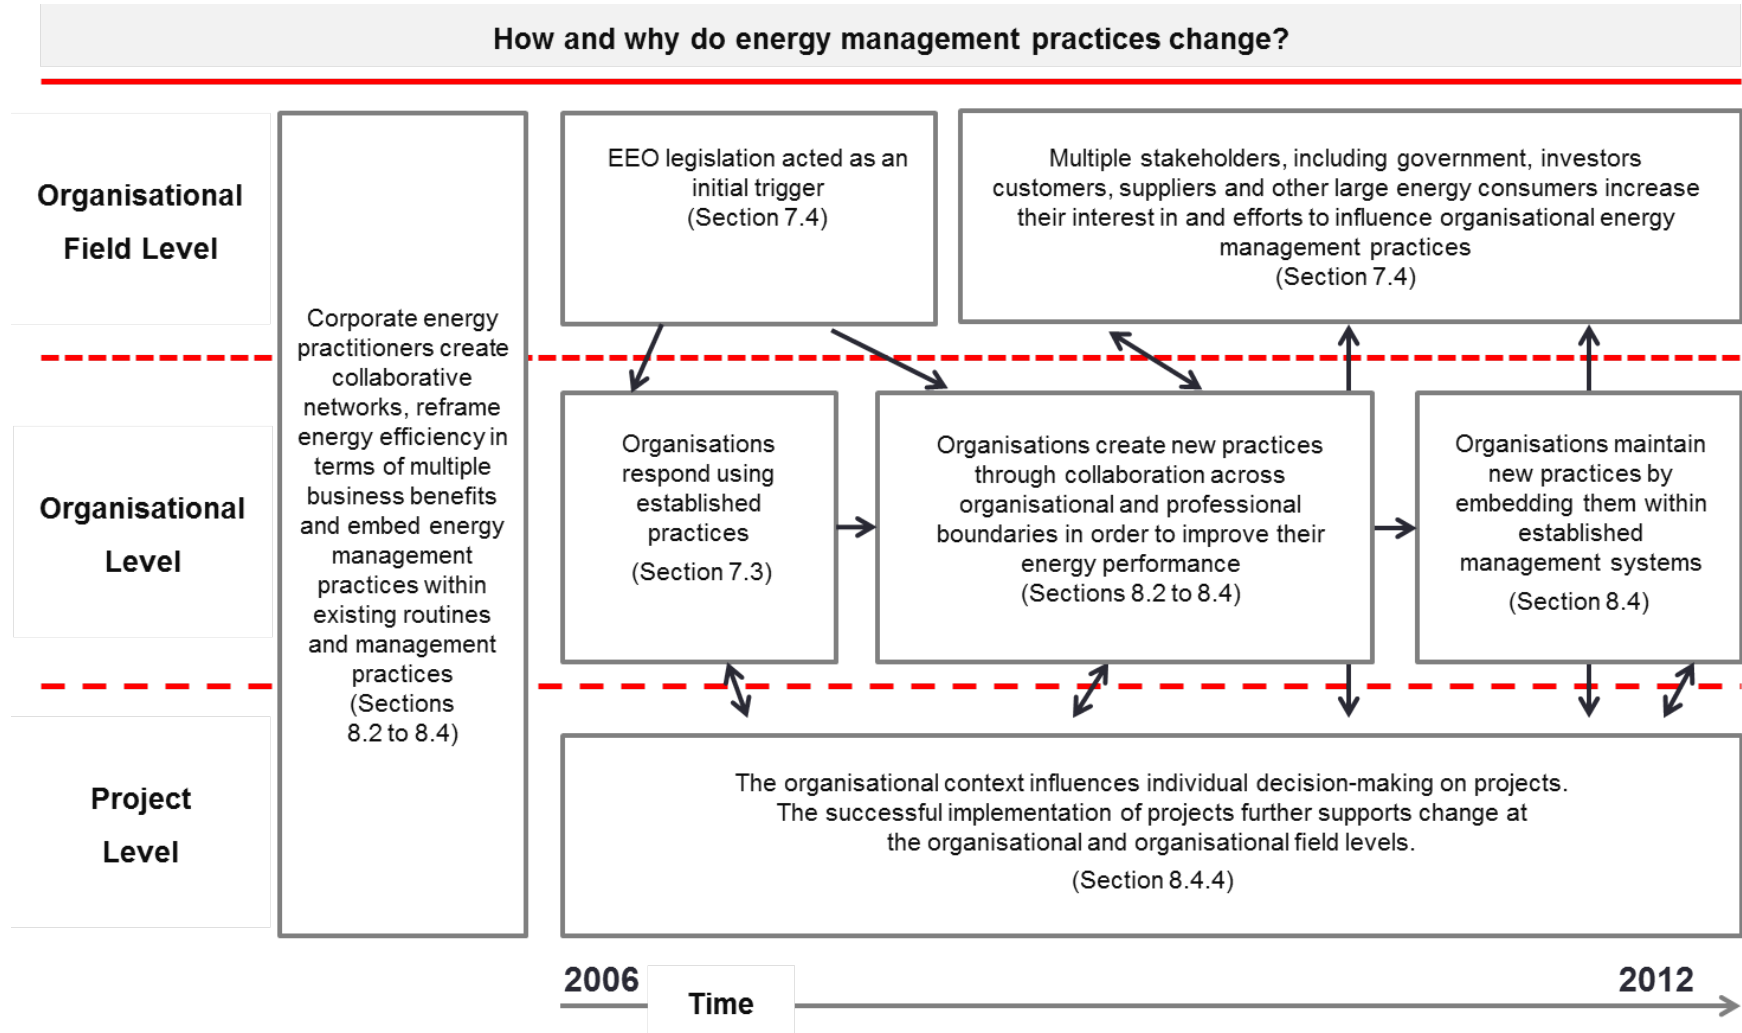 How and why do energy management practices change?
Organisational
Field Level
Corporate energy
practitioners create
collaborative
networks, reframe
energy efficiency in
terms of multiple
business benefits
and embed energy
management
practices within
existing routines
and management
practices
(Sections
8.2 to 8.4)
EEO legislation acted as an
initial trigger
(Section 7.4)
Multiple stakeholders, including government, investors
customers, suppliers and other large energy consumers increase
their interest in and efforts to influence organisational energy
management practices
(Section 7.4)
Organisational
Level
Organisations
respond using
established
practices
(Section 7.3)
Organisations create new practices
through collaboration across
organisational and professional
boundaries in order to improve their
energy performance
(Sections 8.2 to 8.4)
Organisations maintain
new practices by
embedding them within
established
management systems
(Section 8.4)
Project
Level
The organisational context influences individual decision-making on projects.
The successful implementation of projects further supports change at
the organisational and organisational field levels.
(Section 8.4.4)
2006
Time
2012